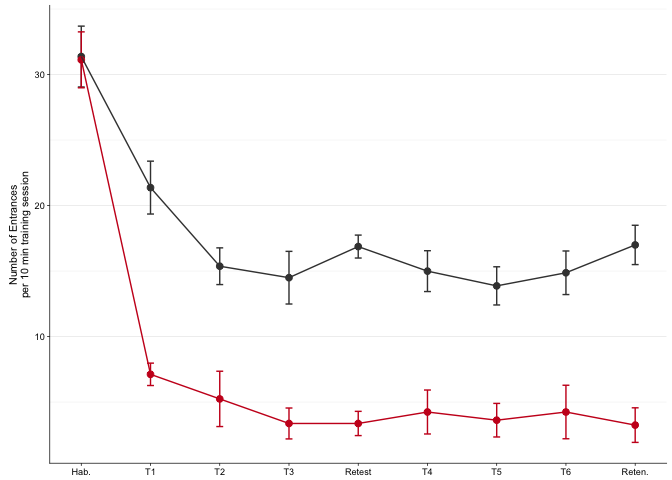 Number of Entrances
per 10 min training session
30
20
10
Hab.
T1
T2
T3
Retest
T4
T5
T6
Reten.